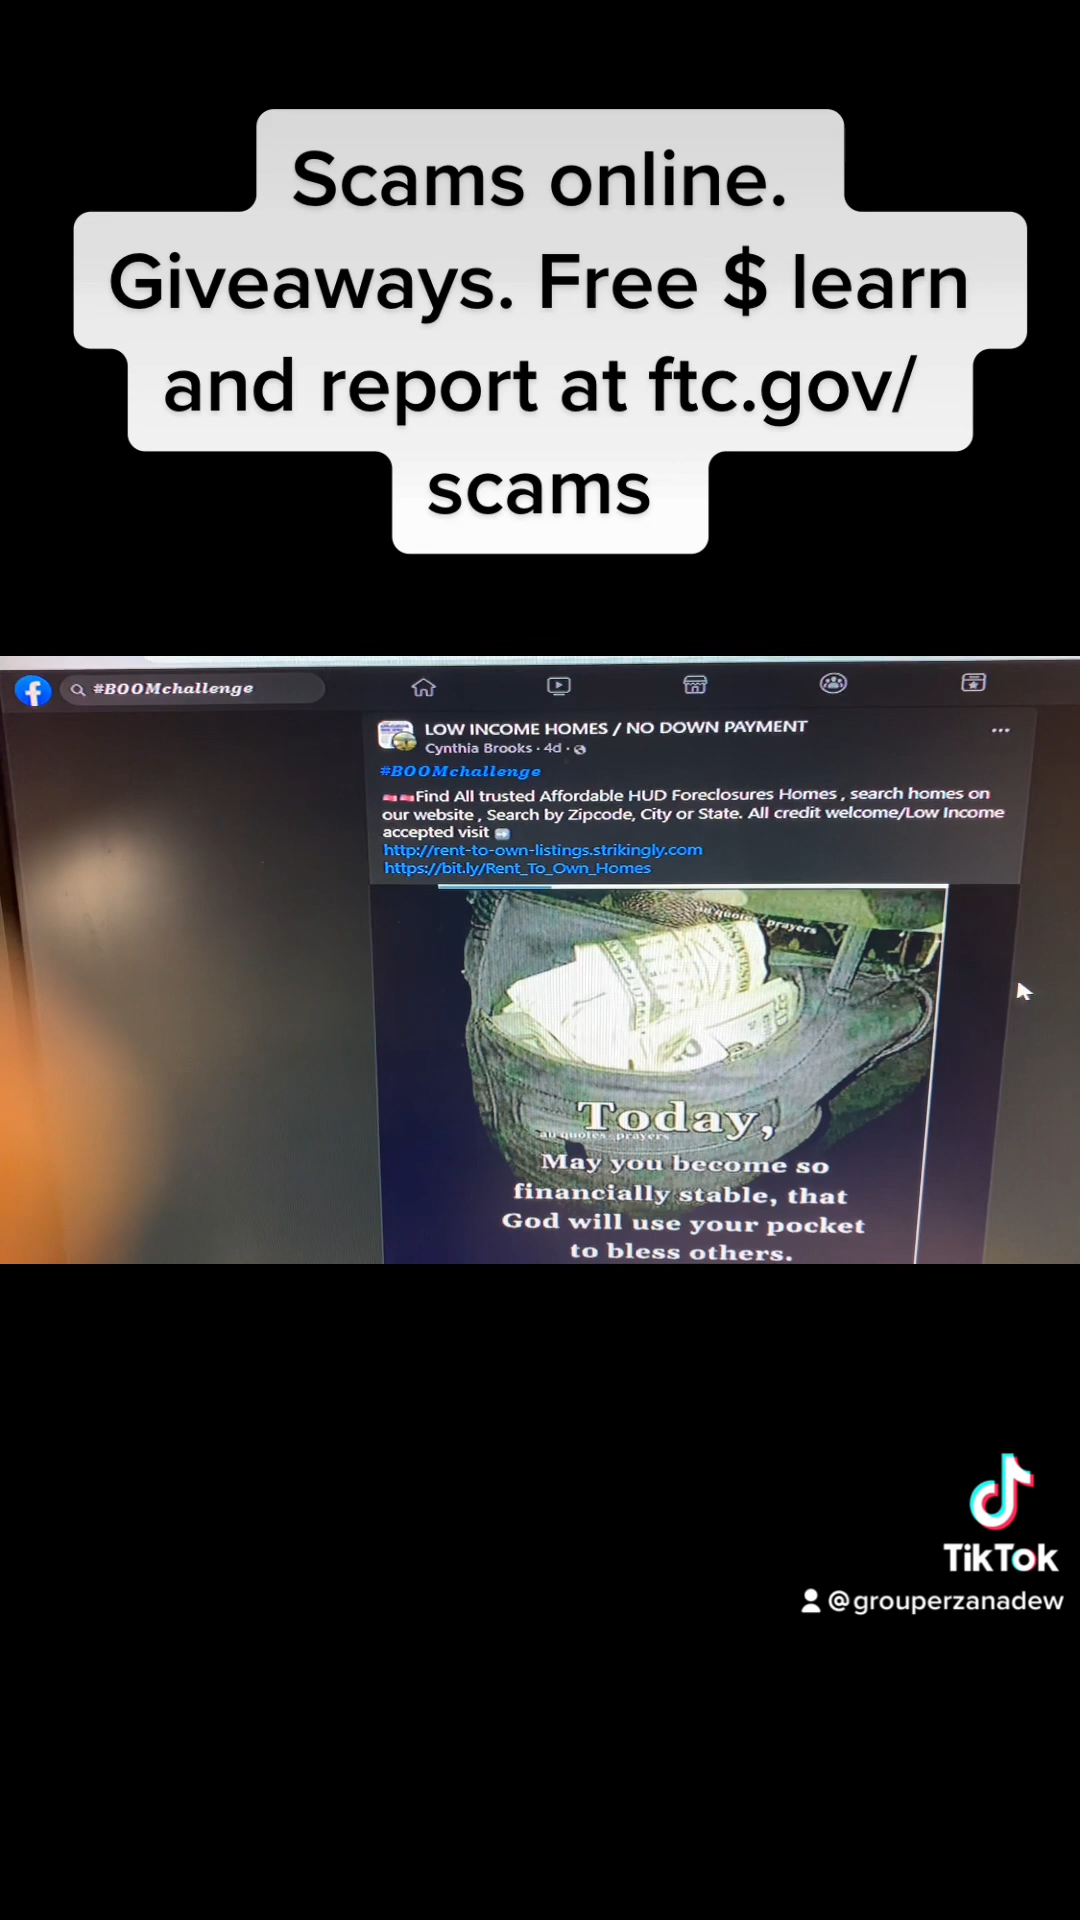 Scams online.
Giveaways. Free $ learn
and report at ftc.gov/
scams
#BOOMchallenge
LOW INCOME HOMES / NO DOWN PAYMENT
Cynthia Brooks · 4d ·
#BOOMchallenge
Find All trusted Affordable HUD Foreclosures Homes , search homes on
our website , Search by Zipcode, City or State. All credit welcome/Low Income
accepted visit
http://rent-to-own-listings.strikingly.com
https://bit.ly/Rent_To_Own_Homes
au quotes_prayers
Today,
au quotes_prayers
May you become so
financially stable, that
God will use your pocket
to bless others.
TikTok
@grouperzanadew